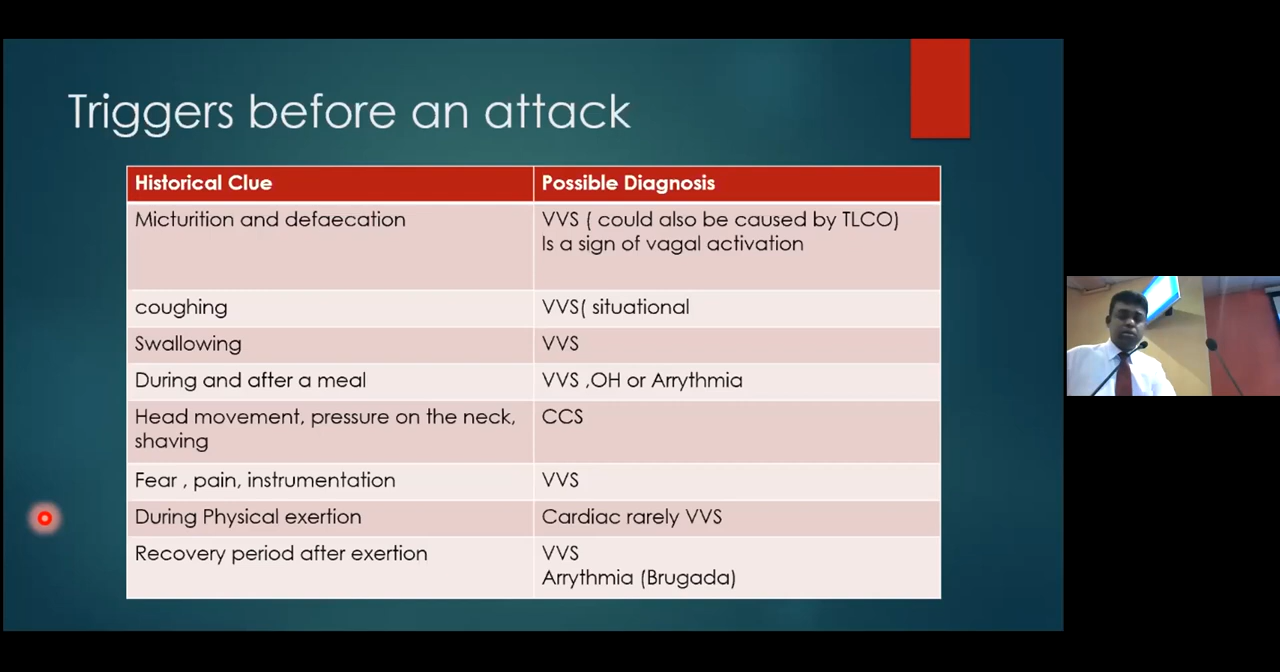 Triggers before an attack
Historical Clue
Possible Diagnosis
Micturition and defaecation
VVS ( could also be caused by TLCO)
Is a sign of vagal activation
coughing
VVS( situational
Swallowing
VVS
During and after a meal
VVS ,OH or Arrythmia
Head movement, pressure on the neck,
shaving
CCS
Fear , pain, instrumentation
VVS
During Physical exertion
Cardiac rarely VVS
Recovery period after exertion
VVS
Arrythmia (Brugada)